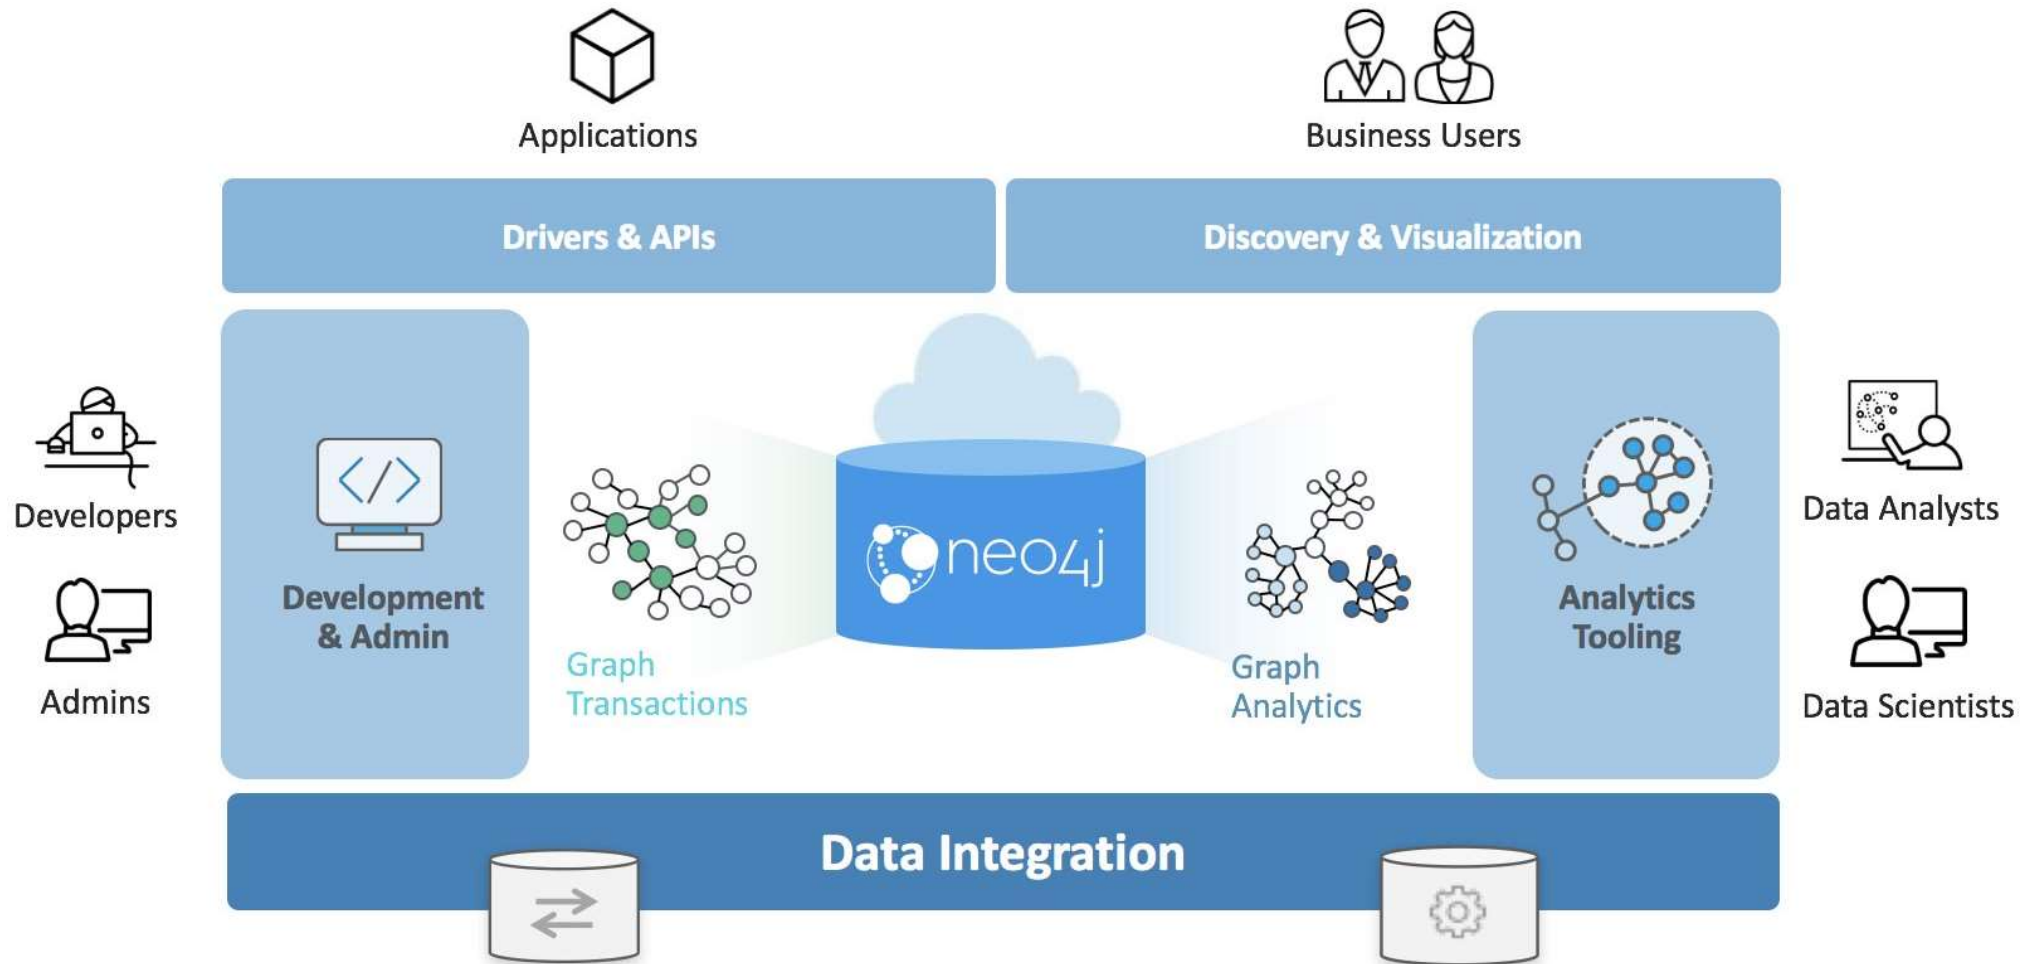 Applications
Business Users
Drivers & APIs
Discovery & Visualization
Developers
Admins
Development
& Admin
Graph
Transactions
neo4j
Graph
Analytics
Analytics
Tooling
Data Analysts
Data Scientists
Data Integration